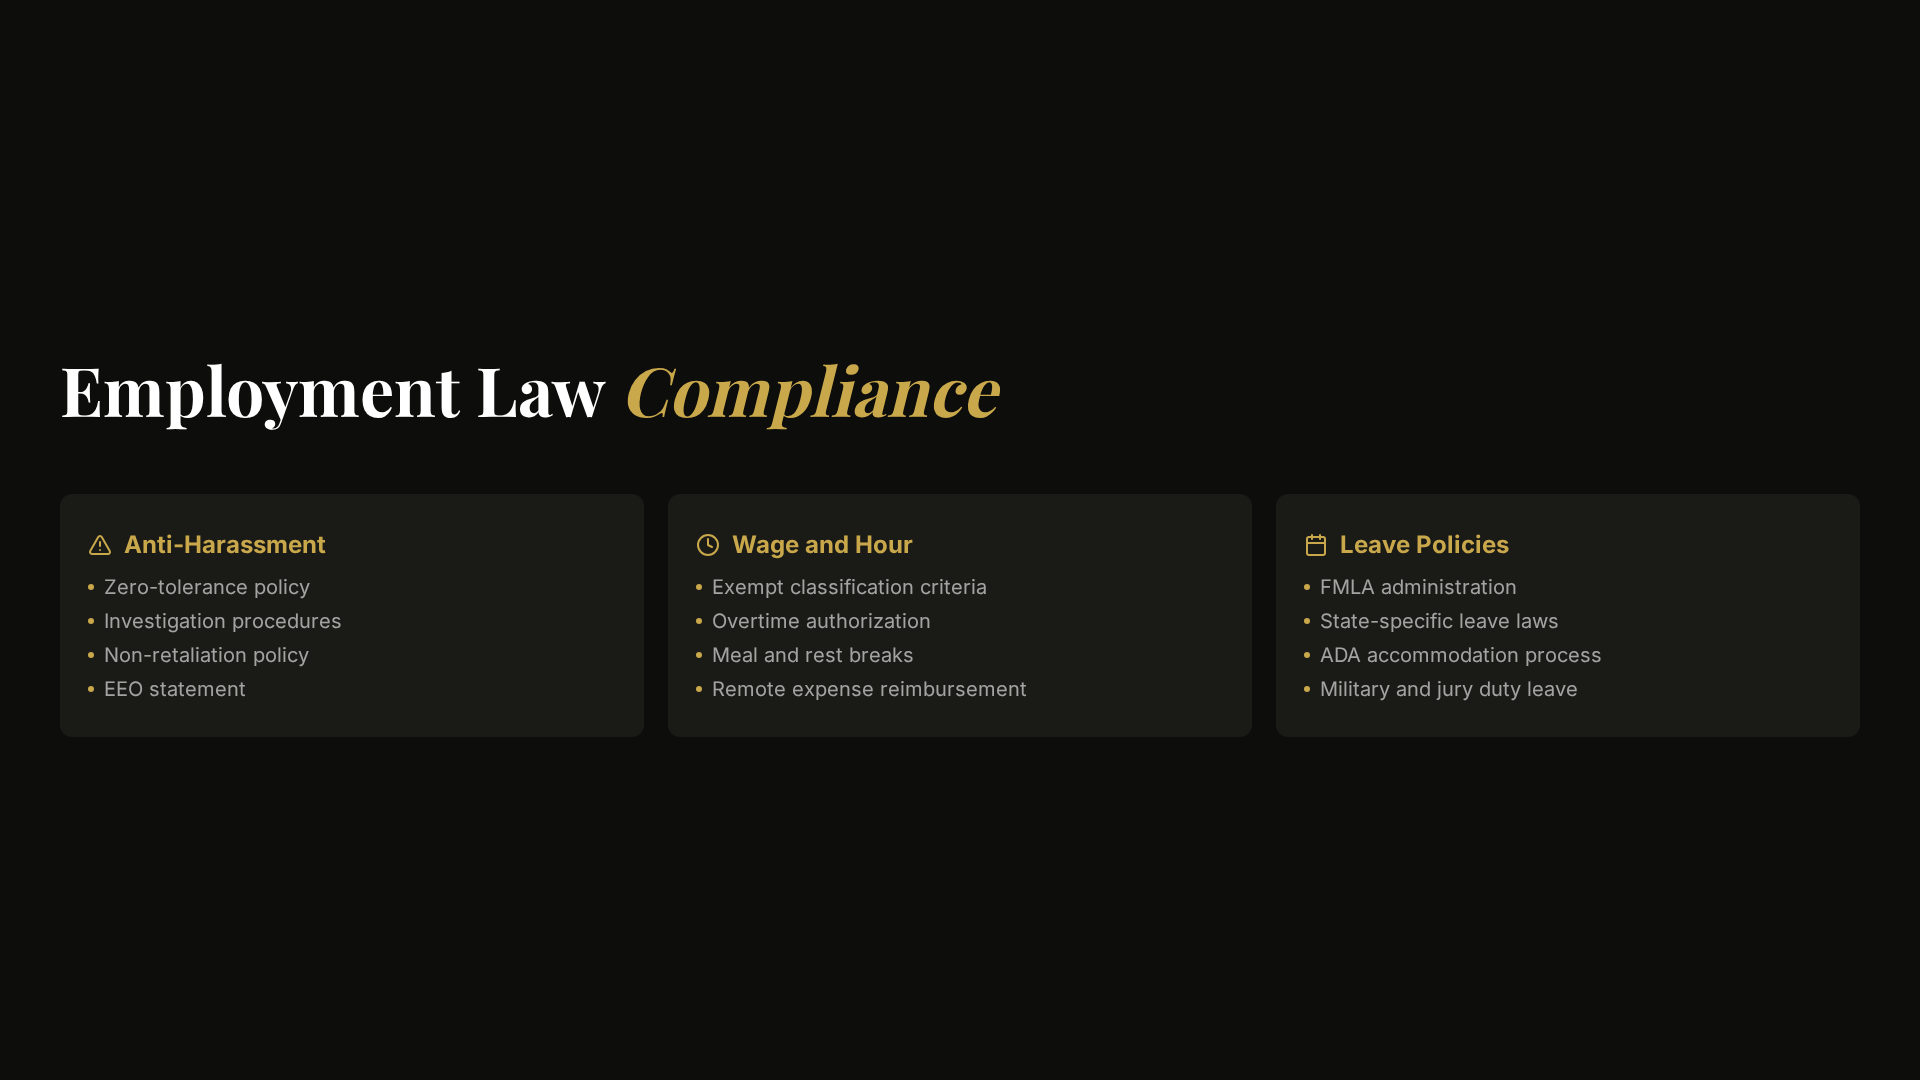 Employment Law Compliance
Anti-Harassment
Zero-tolerance policy
Investigation procedures
Non-retaliation policy
EEO statement
Wage and Hour
Exempt classification criteria
Overtime authorization
Meal and rest breaks
Remote expense reimbursement
Leave Policies
FMLA administration
State-specific leave laws
ADA accommodation process
Military and jury duty leave